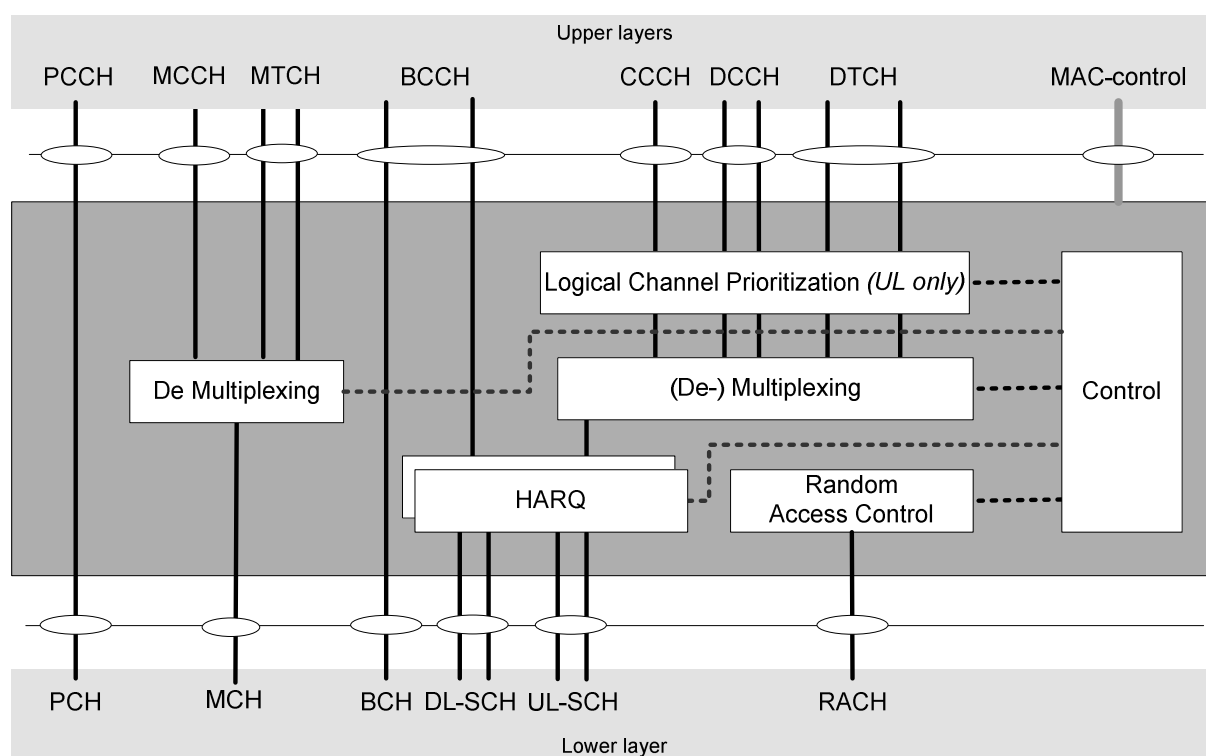 Upper layers
PCCH MCCH MTCH BCCH CCCH DCCH DTCH MAC-control
Logical Channel Prioritization (UL only)
De Multiplexing
(De-) Multiplexing
Control
HARQ
Random
Access Control
PCH MCH BCH DL-SCH UL-SCH RACH
Lower layer